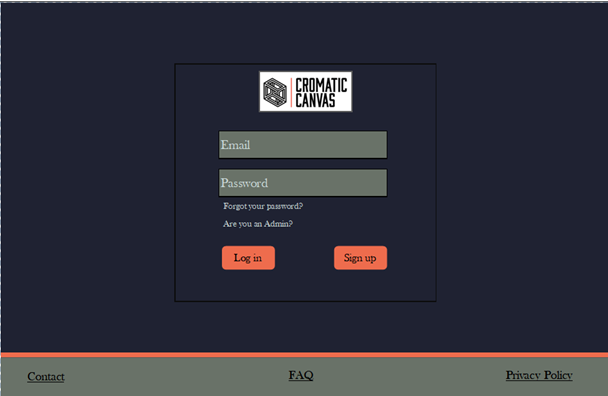 CROMATIC
CANVAS
Email
Password
Forgot your password?
Are you an Admin?
Log in
Sign up
Contact
FAQ
Privacy Policy